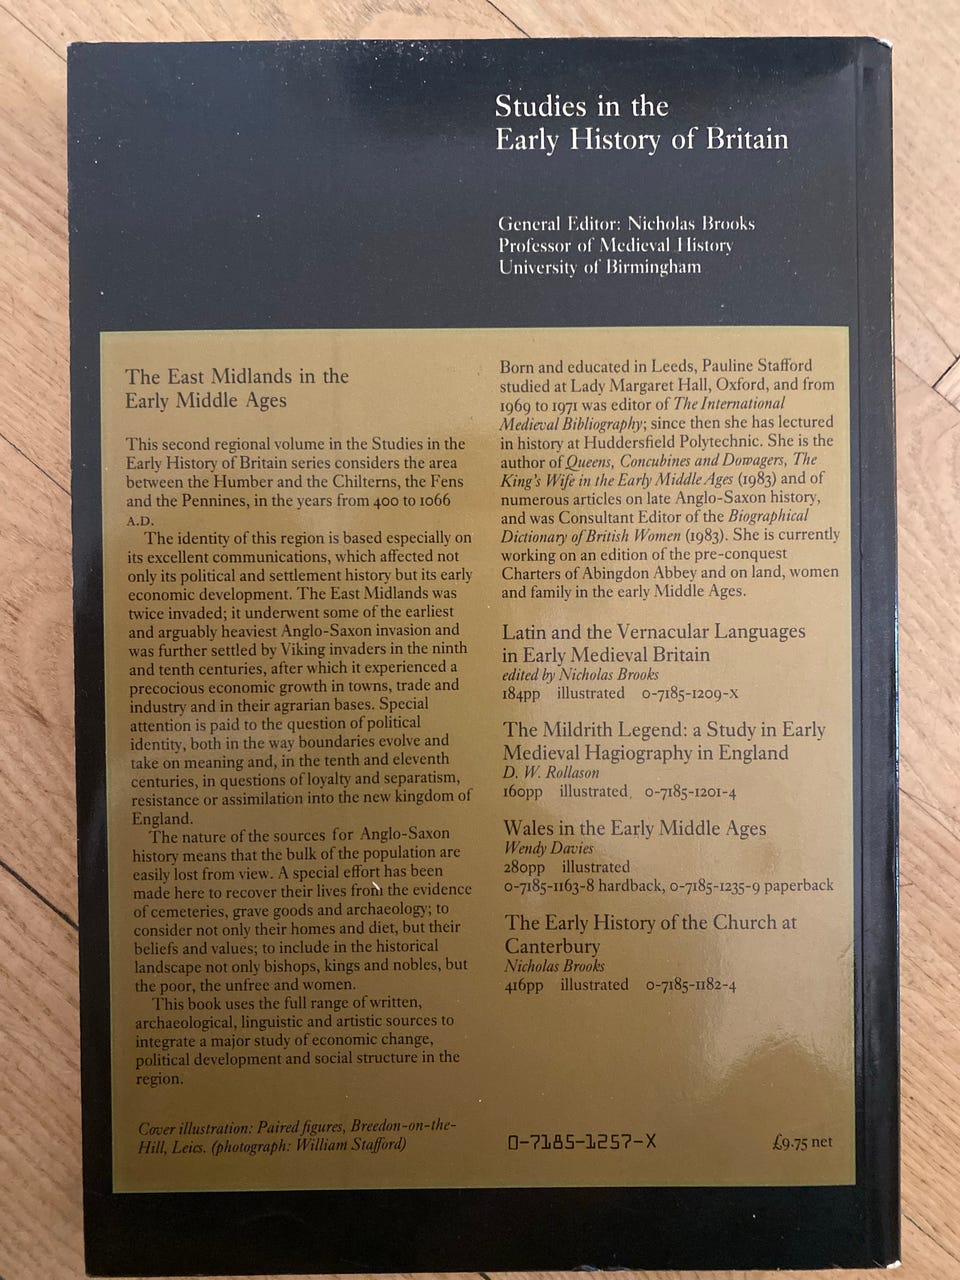 Studies in the
Early History of Britain
General Editor: Nicholas Brooks
Professor of Medieval History
University of Birmingham
The East Midlands in the
Early Middle Ages
This second regional volume in the Studies in the
Early History of Britain series considers the area
between the Humber and the Chilterns, the Fens
and the Pennines, in the years from 400 to 1066
A.D.
The identity of this region is based especially on
its excellent communications, which affected not
only its political and settlement history but its early
economic development. The East Midlands was
twice invaded; it underwent some of the earliest
and arguably heaviest Anglo-Saxon invasion and
was further settled by Viking invaders in the ninth
and tenth centuries, after which it experienced a
precocious economic growth in towns, trade and
industry and in their agrarian bases. Special
attention is paid to the question of political
identity, both in the way boundaries evolve and
take on meaning and, in the tenth and eleventh
centuries, in questions of loyalty and separatism,
resistance or assimilation into the new kingdom of
England.
The nature of the sources for Anglo-Saxon
history means that the bulk of the population are
easily lost from view. A special effort has been
made here to recover their lives from the evidence
of cemeteries, grave goods and archaeology; to
consider not only their homes and diet, but their
beliefs and values; to include in the historical
landscape not only bishops, kings and nobles, but
the poor, the unfree and women.
This book uses the full range of written,
archaeological, linguistic and artistic sources to
integrate a major study of economic change,
political development and social structure in the
region.
Cover illustration: Paired figures, Breedon-on-the-
Hill, Leics. (photograph: William Stafford)
Born and educated in Leeds, Pauline Stafford
studied at Lady Margaret Hall, Oxford, and from
1969 to 1971 was editor of The International
Medieval Bibliography; since then she has lectured
in history at Huddersfield Polytechnic. She is the
author of Queens, Concubines and Dowagers, The
King's Wife in the Early Middle Ages (1983) and of
numerous articles on late Anglo-Saxon history,
and was Consultant Editor of the Biographical
Dictionary of British Women (1983). She is currently
working on an edition of the pre-conquest
Charters of Abingdon Abbey and on land, women
and family in the early Middle Ages.
Latin and the Vernacular Languages
in Early Medieval Britain
edited by Nicholas Brooks
184pp illustrated 0-7185-1209-X
The Mildrith Legend: a Study in Early
Medieval Hagiography in England
D. W. Rollason
160pp illustrated 0-7185-1201-4
Wales in the Early Middle Ages
Wendy Davies
280pp illustrated
0-7185-1163-8 hardback, 0-7185-1235-9 paperback
The Early History of the Church at
Canterbury
Nicholas Brooks
416pp illustrated 0-7185-1182-4
0-7185-1257-X £9.75 net